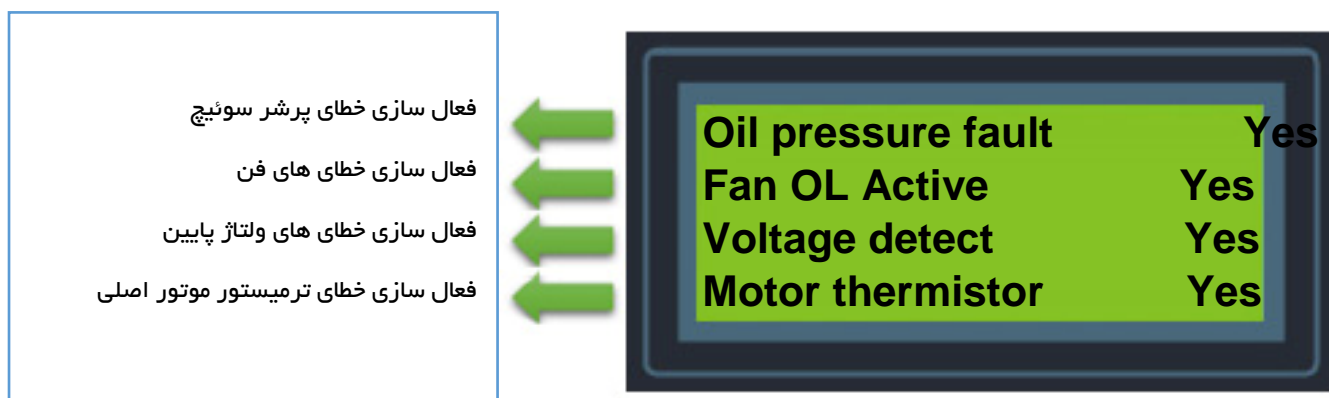 فعال سازی خطای پرشر سوئیچ
فعال سازی خطای های فن
فعال سازی خطای های ولتاژ پایین
فعال سازی خطای ترمیستور موتور اصلی
Oil pressure fault Yes
Fan OL Active Yes
Voltage detect Yes
Motor thermistor Yes